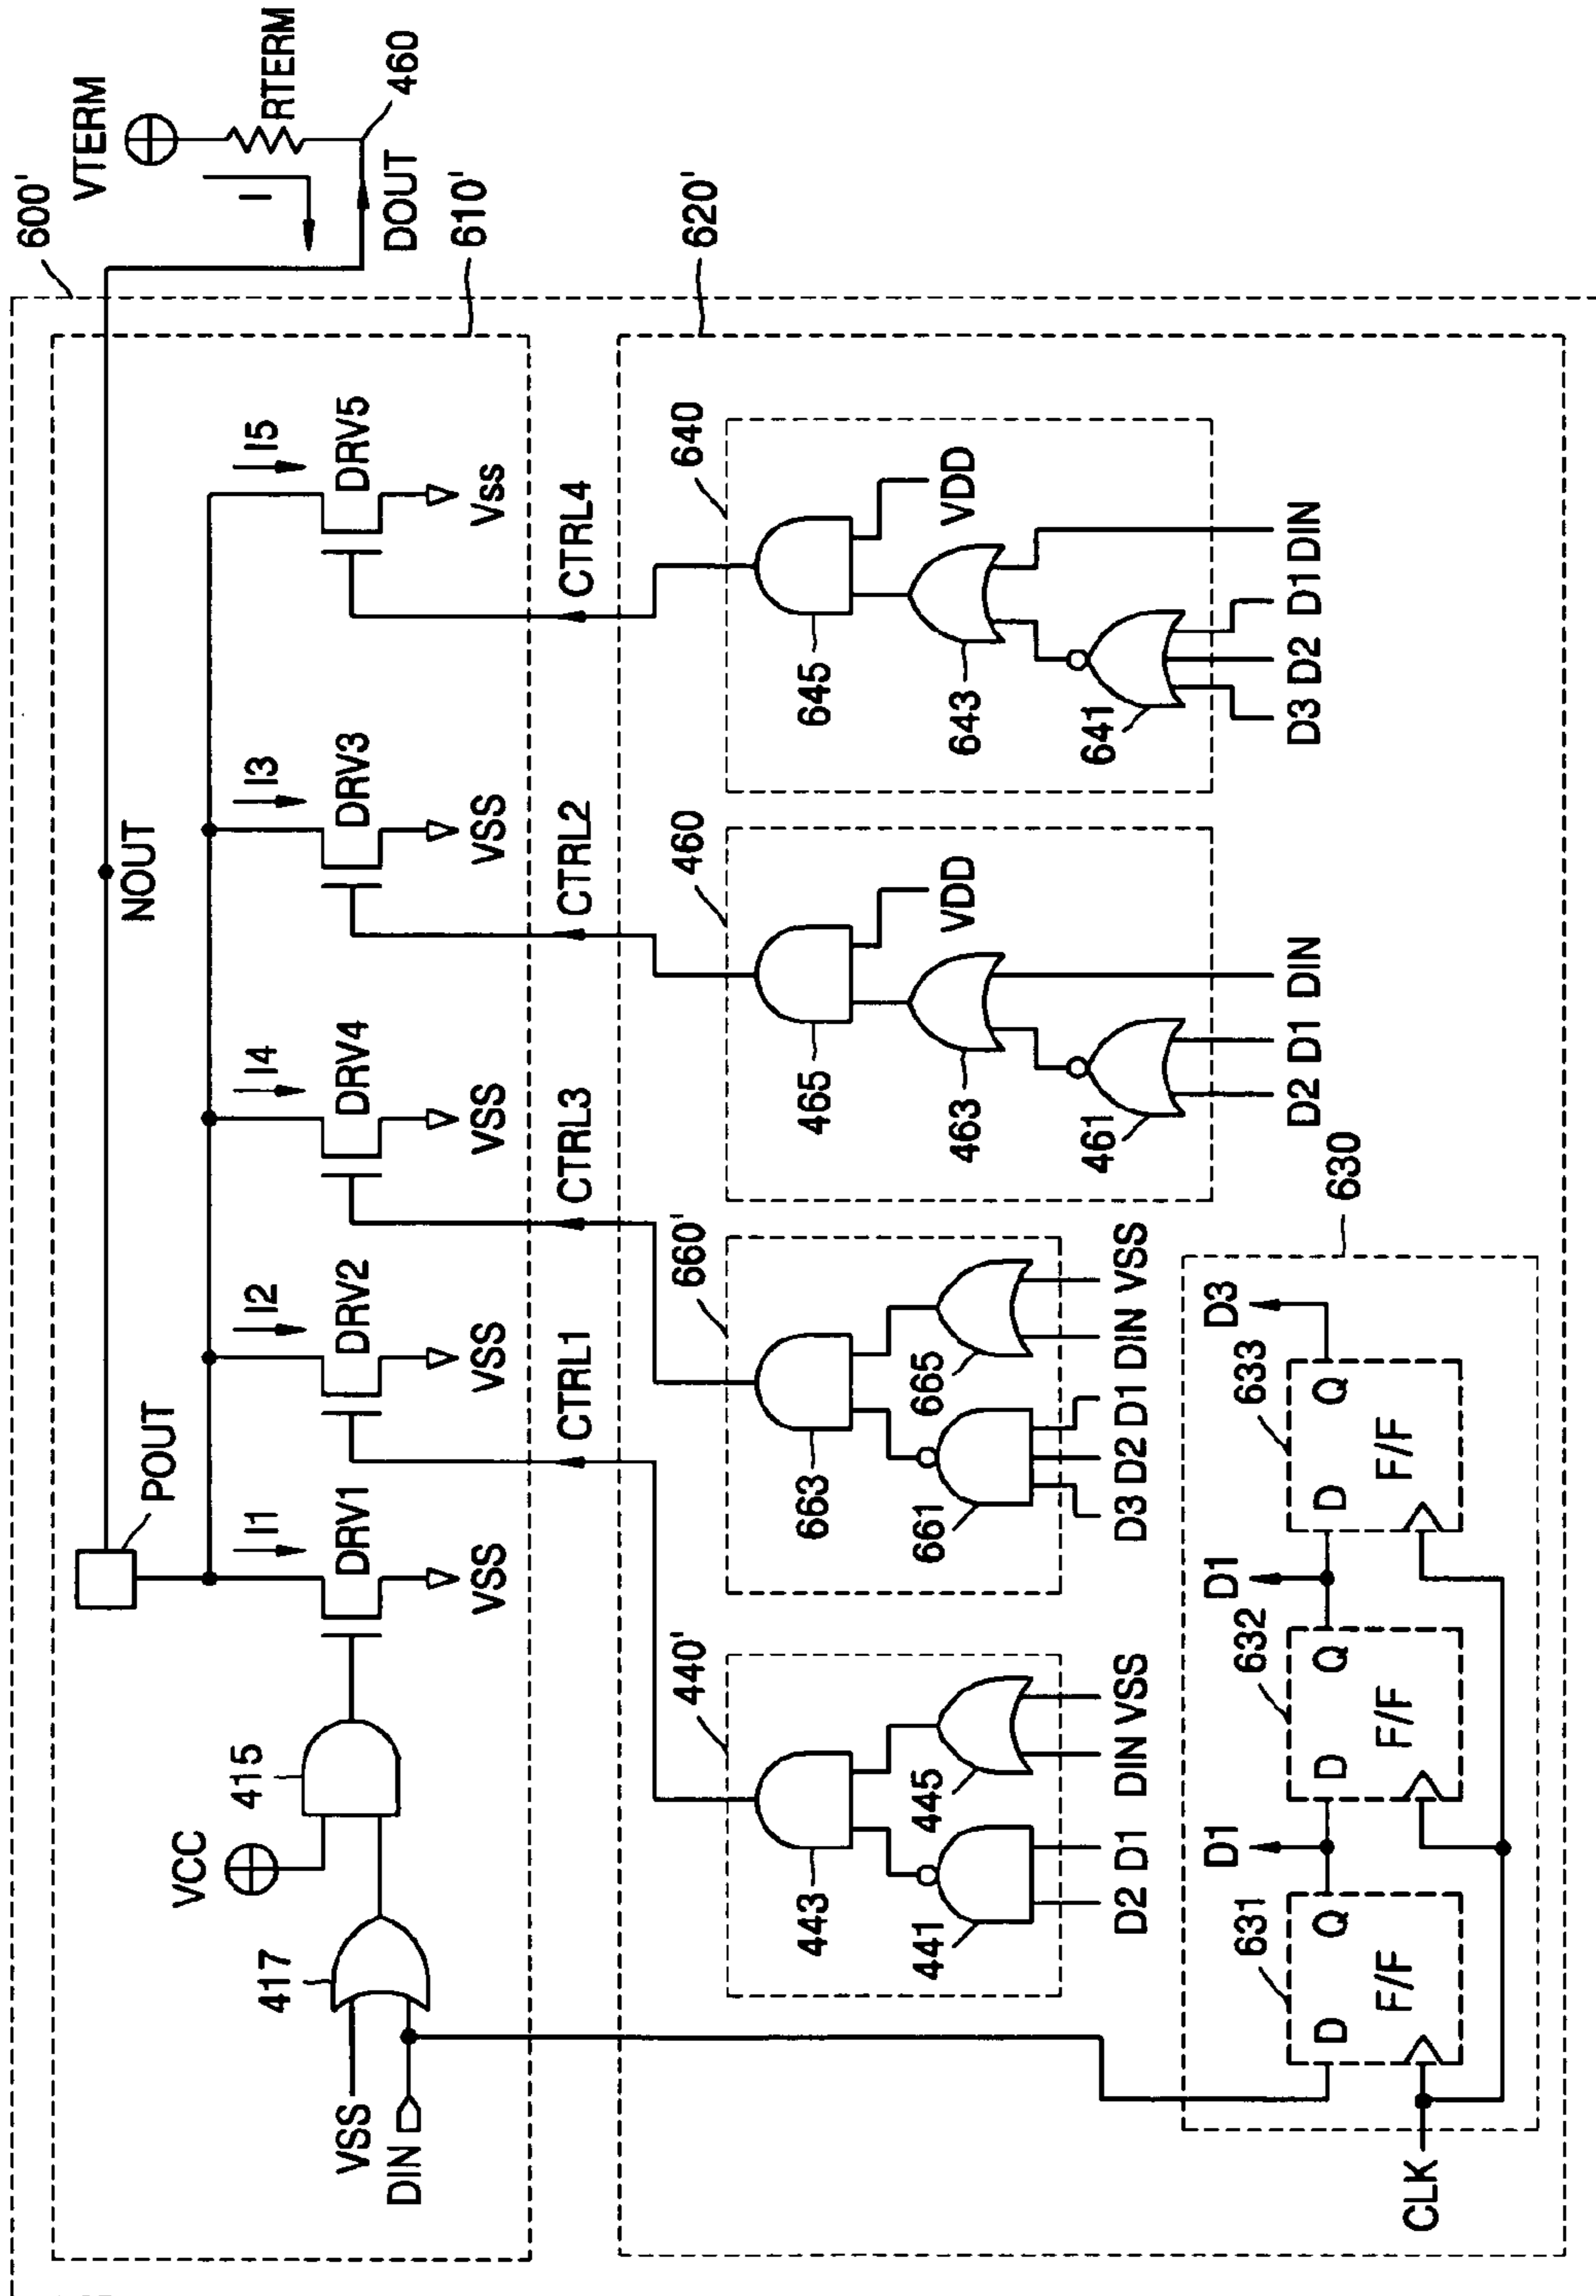 600'
VTERM
RTERM
I
460
DOUT
610'
620'
POUT
NOUT
VCC
415
417
VSS
DIN
I1
DRV1
VSS
I2
DRV2
VSS
I4
DRV4
VSS
I3
DRV3
VSS
I5
DRV5
Vss
CTRL1
CTRL3
CTRL2
CTRL4
440'
443
441
445
D2 D1 DIN VSS
660'
663
661
665
D3 D2 D1 DIN VSS
460
465
VDD
463
461
D2 D1 DIN
640
645
VDD
643
641
D3 D2 D1 DIN
630
631
D Q
F/F
D1
632
D Q
F/F
D1
633
D Q
F/F
D3
CLK